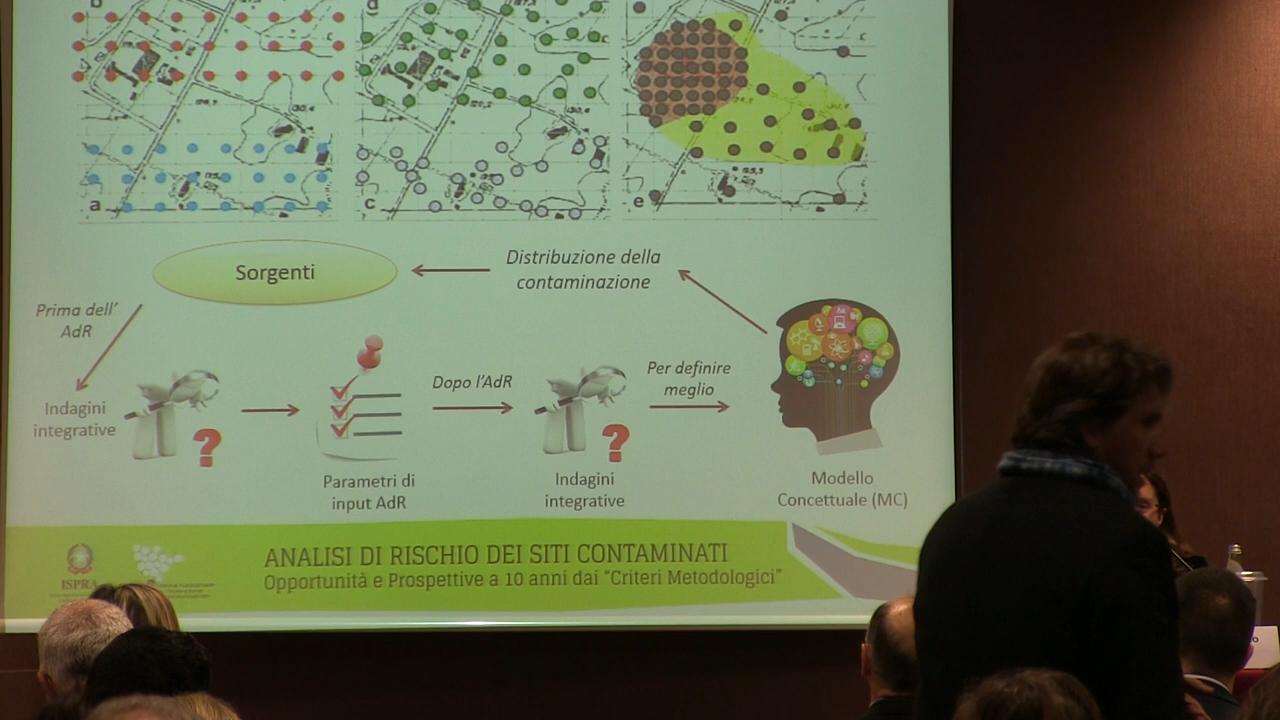 b
d
c
c
a
c
e
Sorgenti
Distribuzione della
contaminazione
Prima dell'
AdR
Indagini
integrative
?
Parametri di
input AdR
Dopo l'AdR
?
Indagini
integrative
Per definire
meglio
Modello
Concettuale (MC)
ISPRA
ANALISI DI RISCHIO DEI SITI CONTAMINATI
Opportunità e Prospettive a 10 anni dai "Criteri Metodologici"